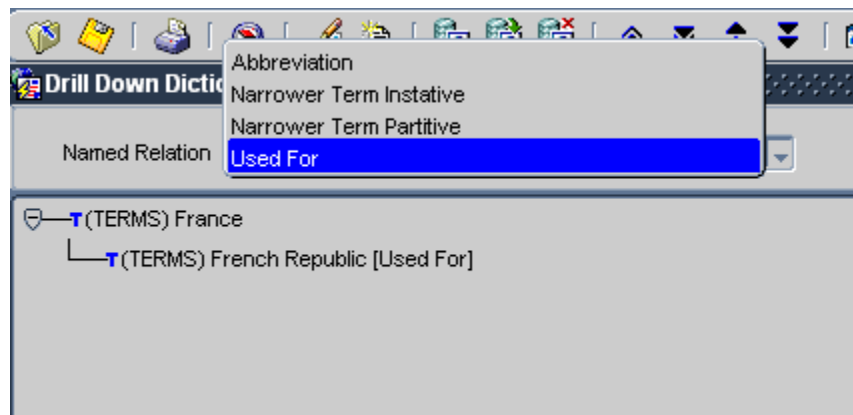 Abbreviation
Drill Down Dictio
Narrower Term Instative
Narrower Term Partitive
Named Relation
Used For
T (TERMS) France
T (TERMS) French Republic [Used For]